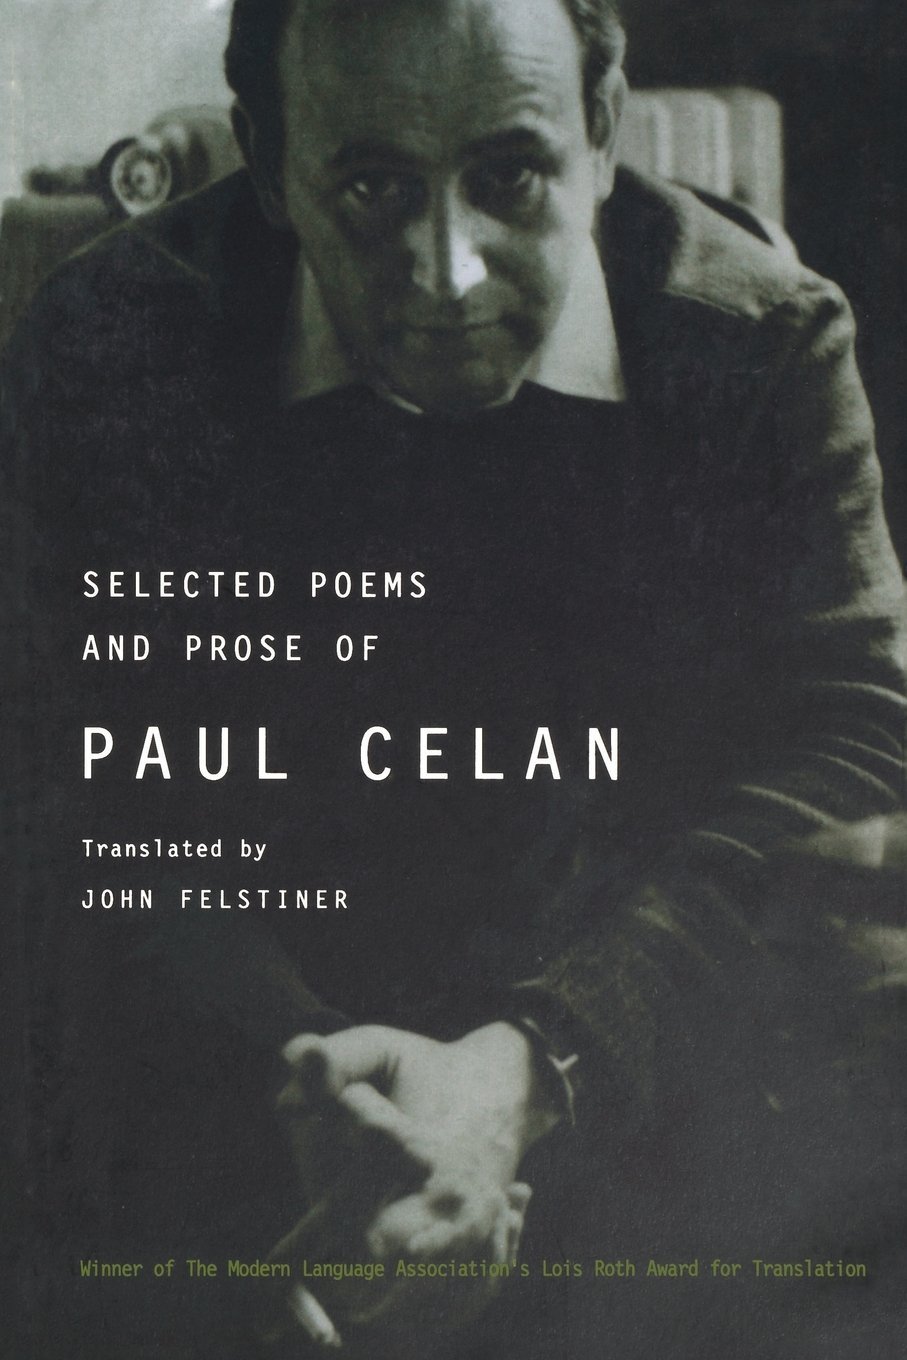 SELECTED POEMS
AND PROSE OF
PAUL CELAN
Translated by
JOHN FELSTINER
Winner of The Modern Language Association's Lois Roth Award for Translation